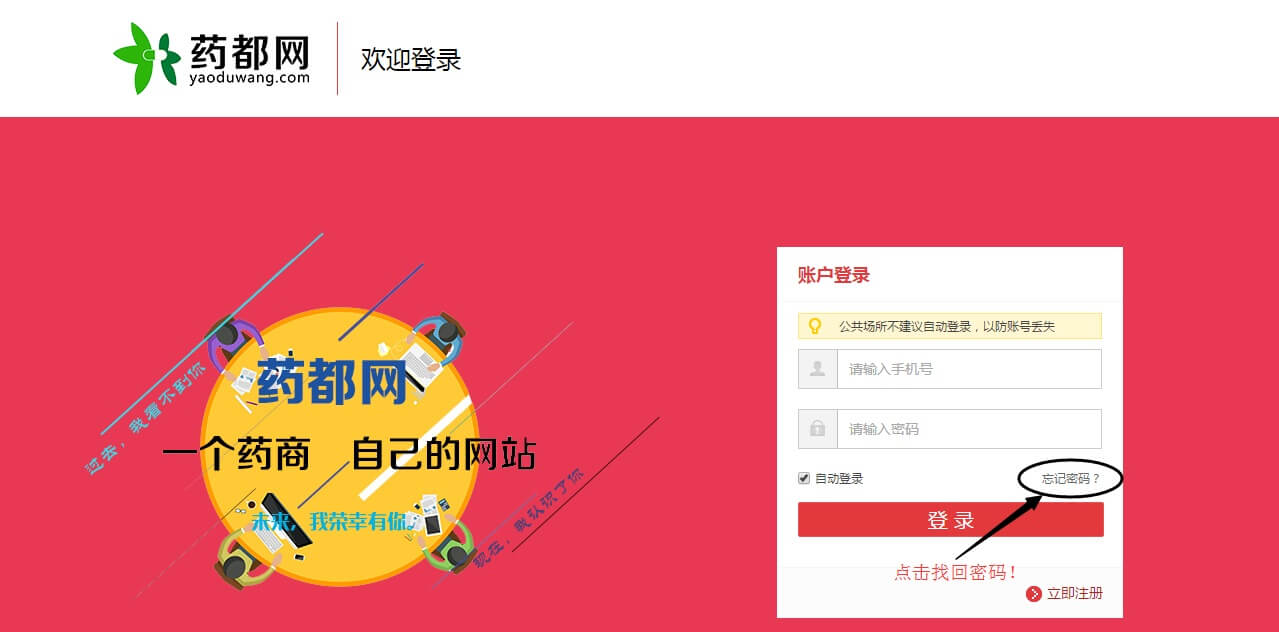 药都网
yaoduwang.com
欢迎登录
过去，我看不到你
药都网
一个药商 自己的网站
未来，我荣幸有你。
现在，我认识了你
账户登录
公共场所不建议自动登录，以防账号丢失
请输入手机号
请输入密码
自动登录
忘记密码？
登 录
点击找回密码！
立即注册